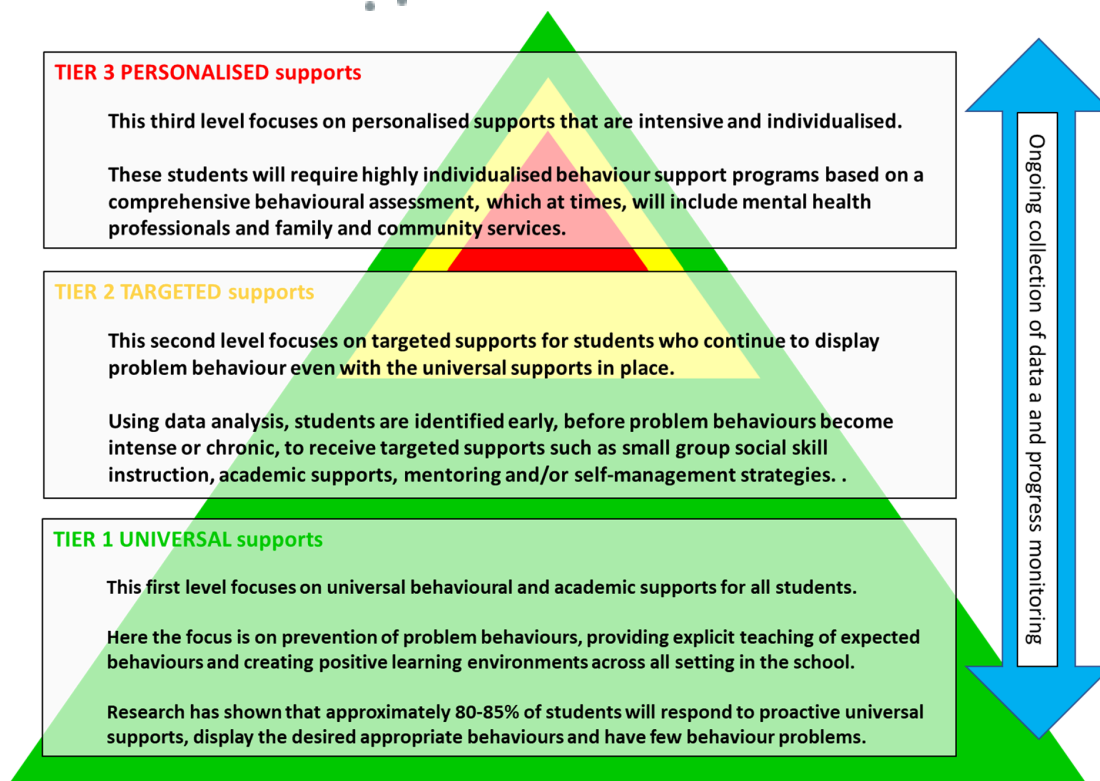 TIER 3 PERSONALISED supports
This third level focuses on personalised supports that are intensive and individualised.
These students will require highly individualised behaviour support programs based on a
comprehensive behavioural assessment, which at times, will include mental health
professionals and family and community services.
TIER 2 TARGETED supports
This second level focuses on targeted supports for students who continue to display
problem behaviour even with the universal supports in place.
Using data analysis, students are identified early, before problem behaviours become
intense or chronic, to receive targeted supports such as small group social skill
instruction, academic supports, mentoring and/or self-management strategies. .
TIER 1 UNIVERSAL supports
This first level focuses on universal behavioural and academic supports for all students.
Here the focus is on prevention of problem behaviours, providing explicit teaching of expected
behaviours and creating positive learning environments across all setting in the school.
Research has shown that approximately 80-85% of students will respond to proactive universal
supports, display the desired appropriate behaviours and have few behaviour problems.
Ongoing collection of data a and progress monitoring